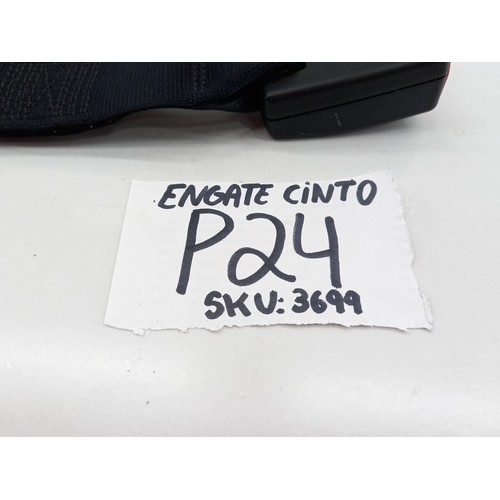 ENGATE CINTO
P24
SKU: 3699